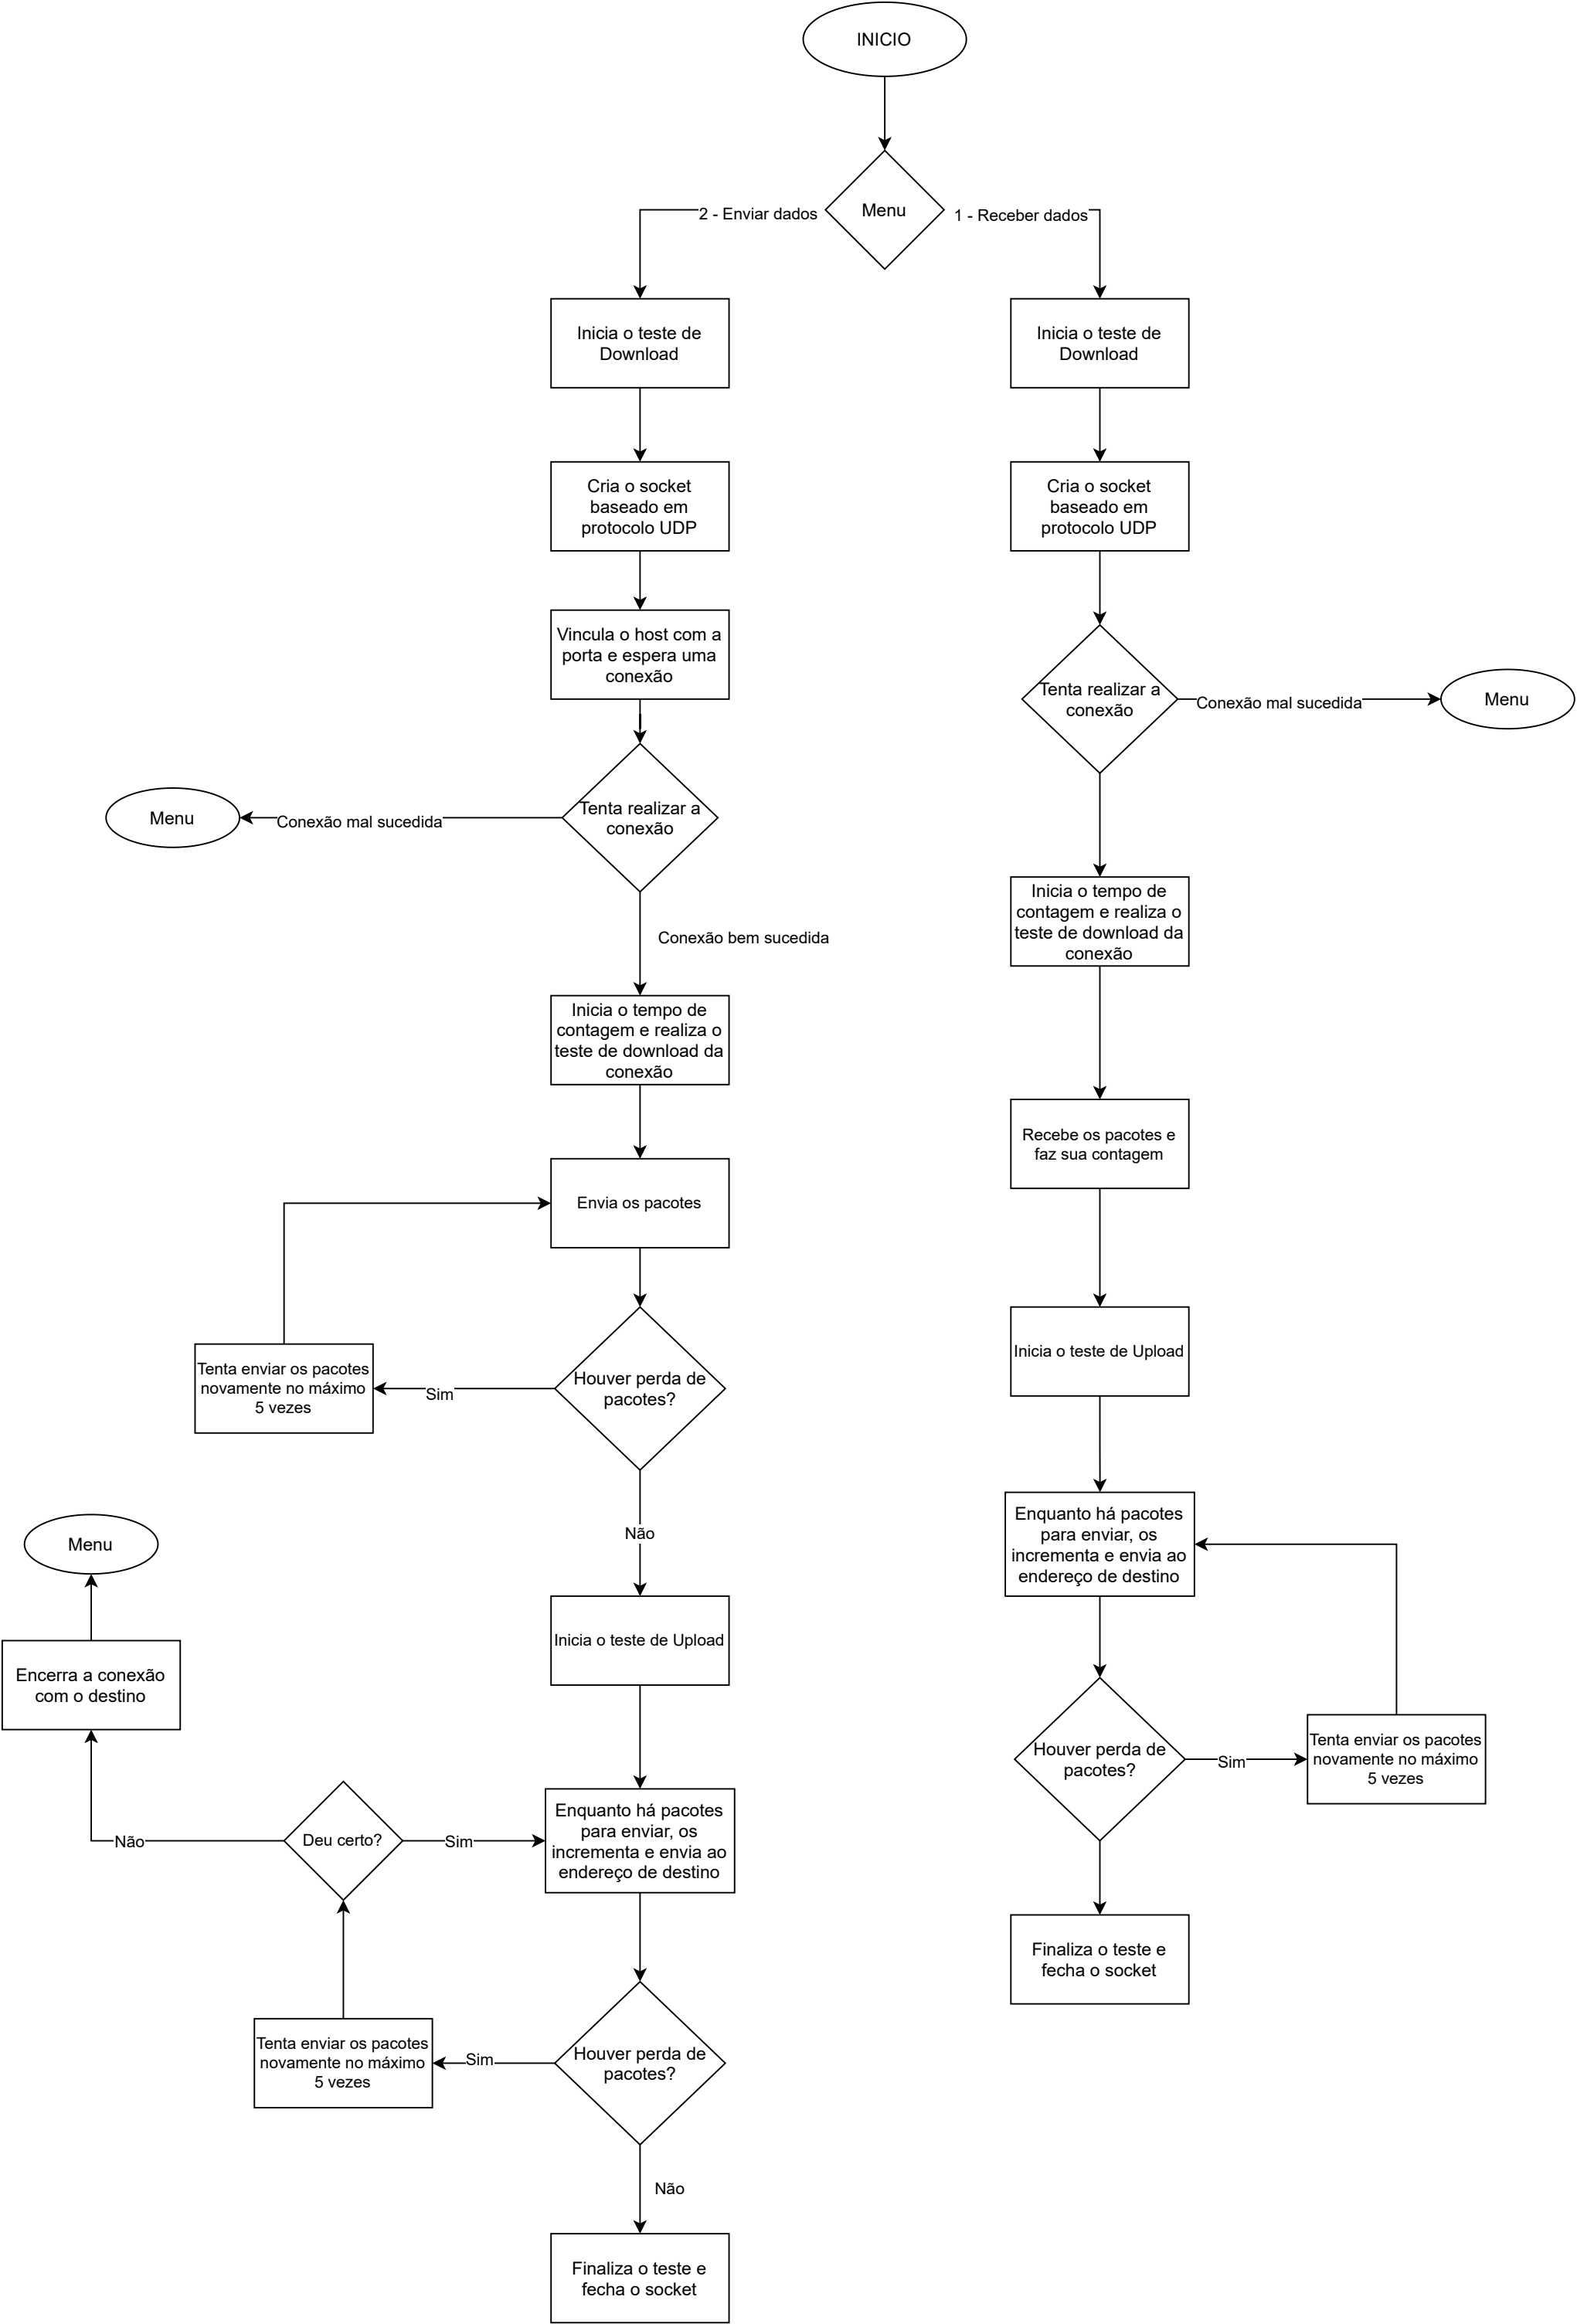 INICIO
Menu
2 - Enviar dados
1 - Receber dados
Inicia o teste de
Download
Inicia o teste de
Download
Cria o socket
baseado em
protocolo UDP
Cria o socket
baseado em
protocolo UDP
Vincula o host com a
porta e espera uma
conexão
Tenta realizar a
conexão
Conexão mal sucedida
Menu
Tenta realizar a
conexão
Conexão mal sucedida
Menu
Conexão bem sucedida
Inicia o tempo de
contagem e realiza o
teste de download da
conexão
Inicia o tempo de
contagem e realiza o
teste de download da
conexão
Recebe os pacotes e
faz sua contagem
Envia os pacotes
Inicia o teste de Upload
Houver perda de
pacotes?
Sim
Tenta enviar os pacotes
novamente no máximo
5 vezes
Não
Enquanto há pacotes
para enviar, os
incrementa e envia ao
endereço de destino
Menu
Inicia o teste de Upload
Encerra a conexão
com o destino
Houver perda de
pacotes?
Sim
Tenta enviar os pacotes
novamente no máximo
5 vezes
Não
Deu certo?
Sim
Enquanto há pacotes
para enviar, os
incrementa e envia ao
endereço de destino
Finaliza o teste e
fecha o socket
Tenta enviar os pacotes
novamente no máximo
5 vezes
Sim
Houver perda de
pacotes?
Não
Finaliza o teste e
fecha o socket